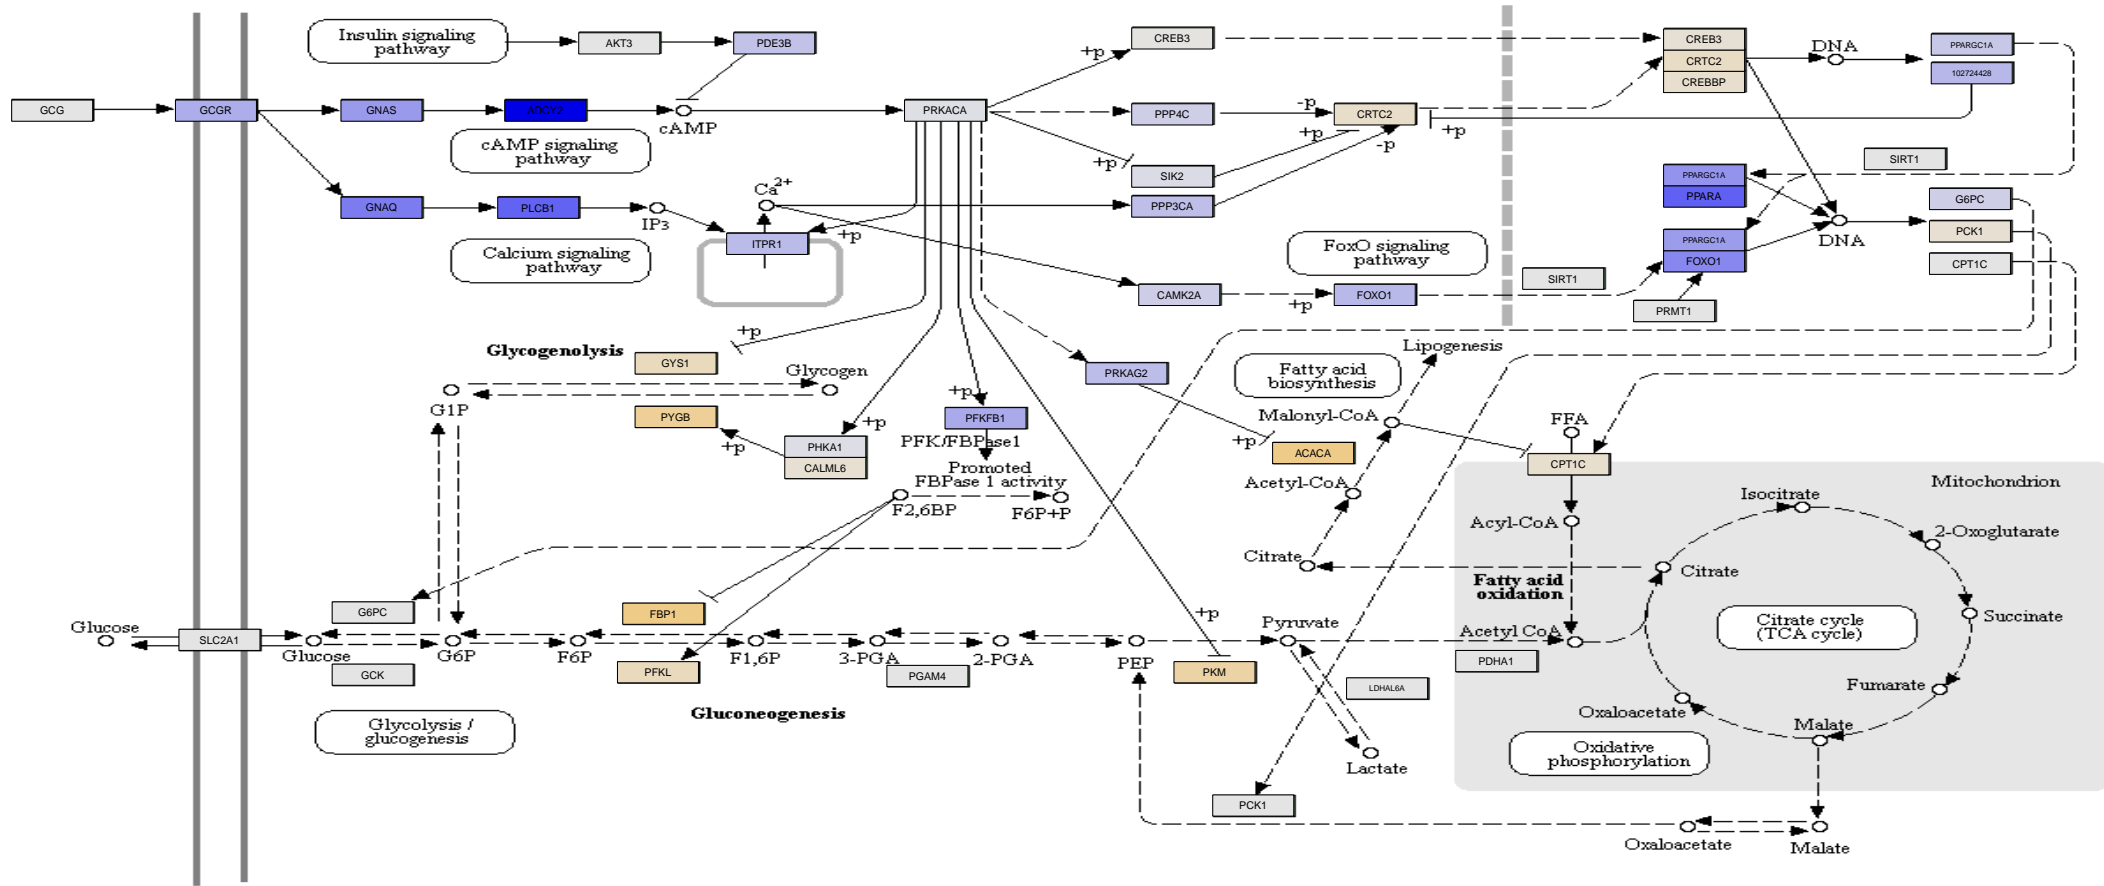 Insulin signaling
pathway
AKT3
PDE3B
CREB3
CREB3
CRTC2
CREBBP
DNA
PPARGC1A
102724428
+p
GCG
GCGR
GNAS
ADCY2
cAMP
PRKACA
PPP4C
-p
CRTC2
+p
+p
-p
+p
cAMP signaling
pathway
SIK2
SIRT1
Ca2+
PPP3CA
PPARGC1A
PPARA
G6PC
PCK1
CPT1C
DNA
GNAQ
PLCB1
IP3
ITPR1
+p
Calcium signaling
pathway
FoxO signaling
pathway
PPARGC1A
FOXO1
SIRT1
CAMK2A
+p
FOXO1
PRMT1
+p
Glycogenolysis
GYS1
Glycogen
G1P
PYGB
+p
PHKA1
CALML6
+p
+p
PFKFB1
PFK/FBPase1
Promoted
FBPase 1 activity
F2,6BP
F6P+P
PRKAG2
Lipogenesis
Fatty acid
biosynthesis
Malonyl-CoA
+p
ACACA
Acetyl-CoA
Citrate
FFA
CPT1C
Mitochondrion
Acyl-CoA
Isocitrate
2-Oxoglutarate
Citrate
Fatty acid
oxidation
Succinate
Citrate cycle
(TCA cycle)
Fumarate
Oxaloacetate
Malate
Oxidative
phosphorylation
G6PC
FBP1
+p
Glucose
SLC2A1
Glucose
G6P
F6P
F1,6P
3-PGA
2-PGA
PEP
Pyruvate
Acetyl CoA
GCK
PFKL
PGAM4
PKM
LDHAL6A
PDHA1
Glycolysis /
glucogenesis
Gluconeogenesis
Lactate
PCK1
Oxaloacetate
Malate